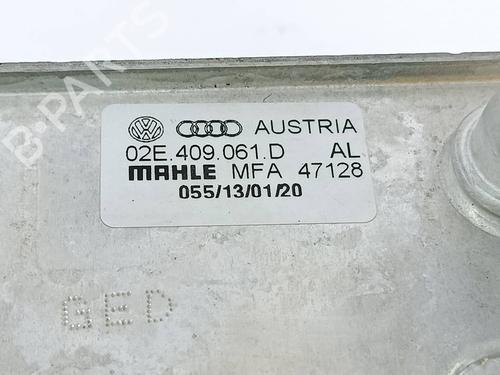 B-PARTS
AUSTRIA
02E.409.061.D AL
MAHLE MFA 47128
055/13/01/20
GED